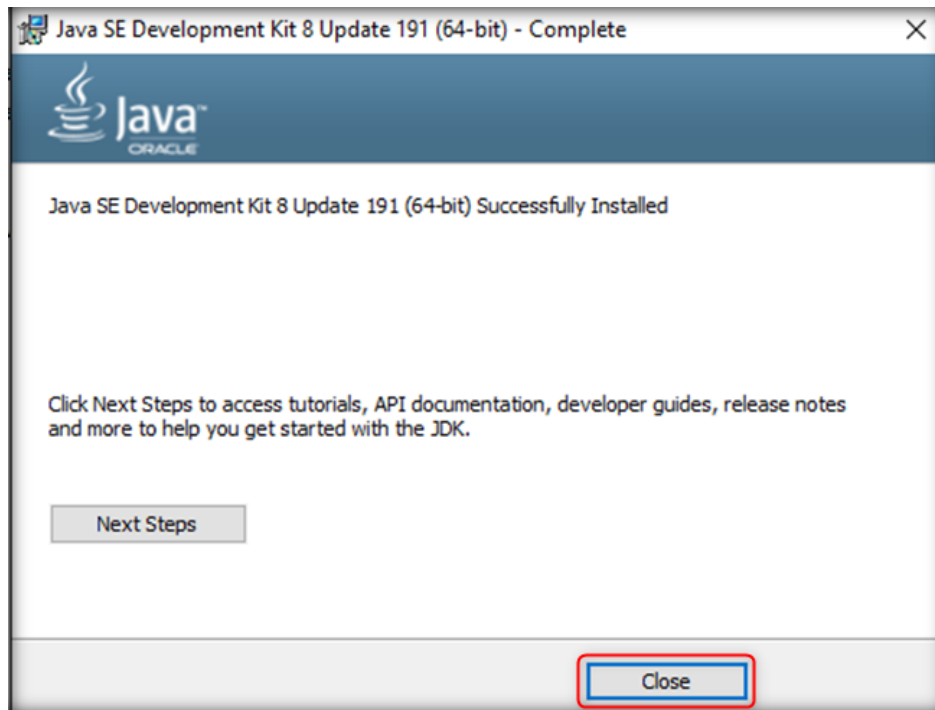 Java SE Development Kit 8 Update 191 (64-bit) - Complete
Java™
ORACLE
Java SE Development Kit 8 Update 191 (64-bit) Successfully Installed
Click Next Steps to access tutorials, API documentation, developer guides, release notes
and more to help you get started with the JDK.
Next Steps
Close